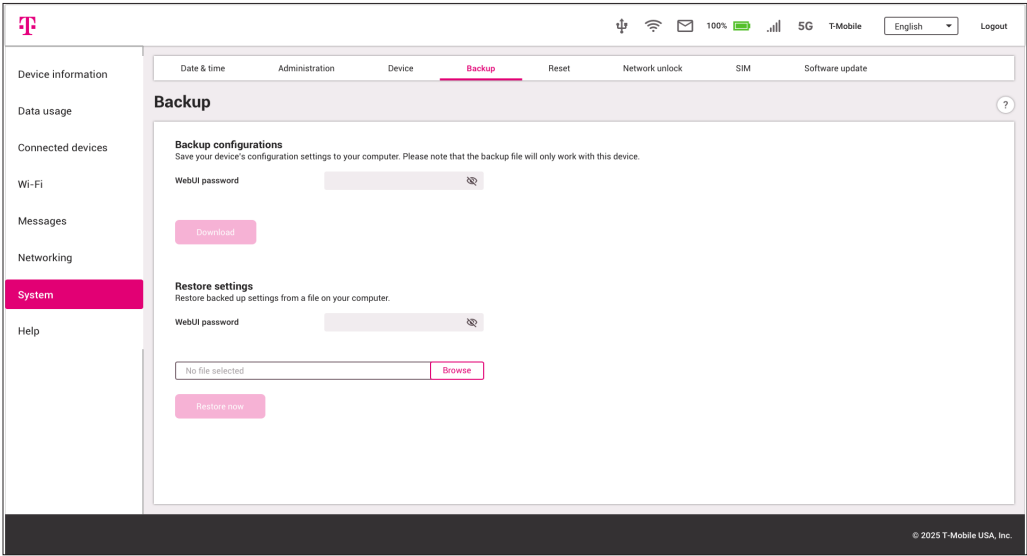 T
100%
5G
T-Mobile
English
Logout
Device information
Data usage
Connected devices
Wi-Fi
Messages
Networking
System
Help
Date & time
Administration
Device
Backup
Reset
Network unlock
SIM
Software update
Backup
?
Backup configurations
Save your device's configuration settings to your computer. Please note that the backup file will only work with this device.
WebUI password
Download
Restore settings
Restore backed up settings from a file on your computer.
WebUI password
No file selected
Browse
Restore now
© 2025 T-Mobile USA, Inc.